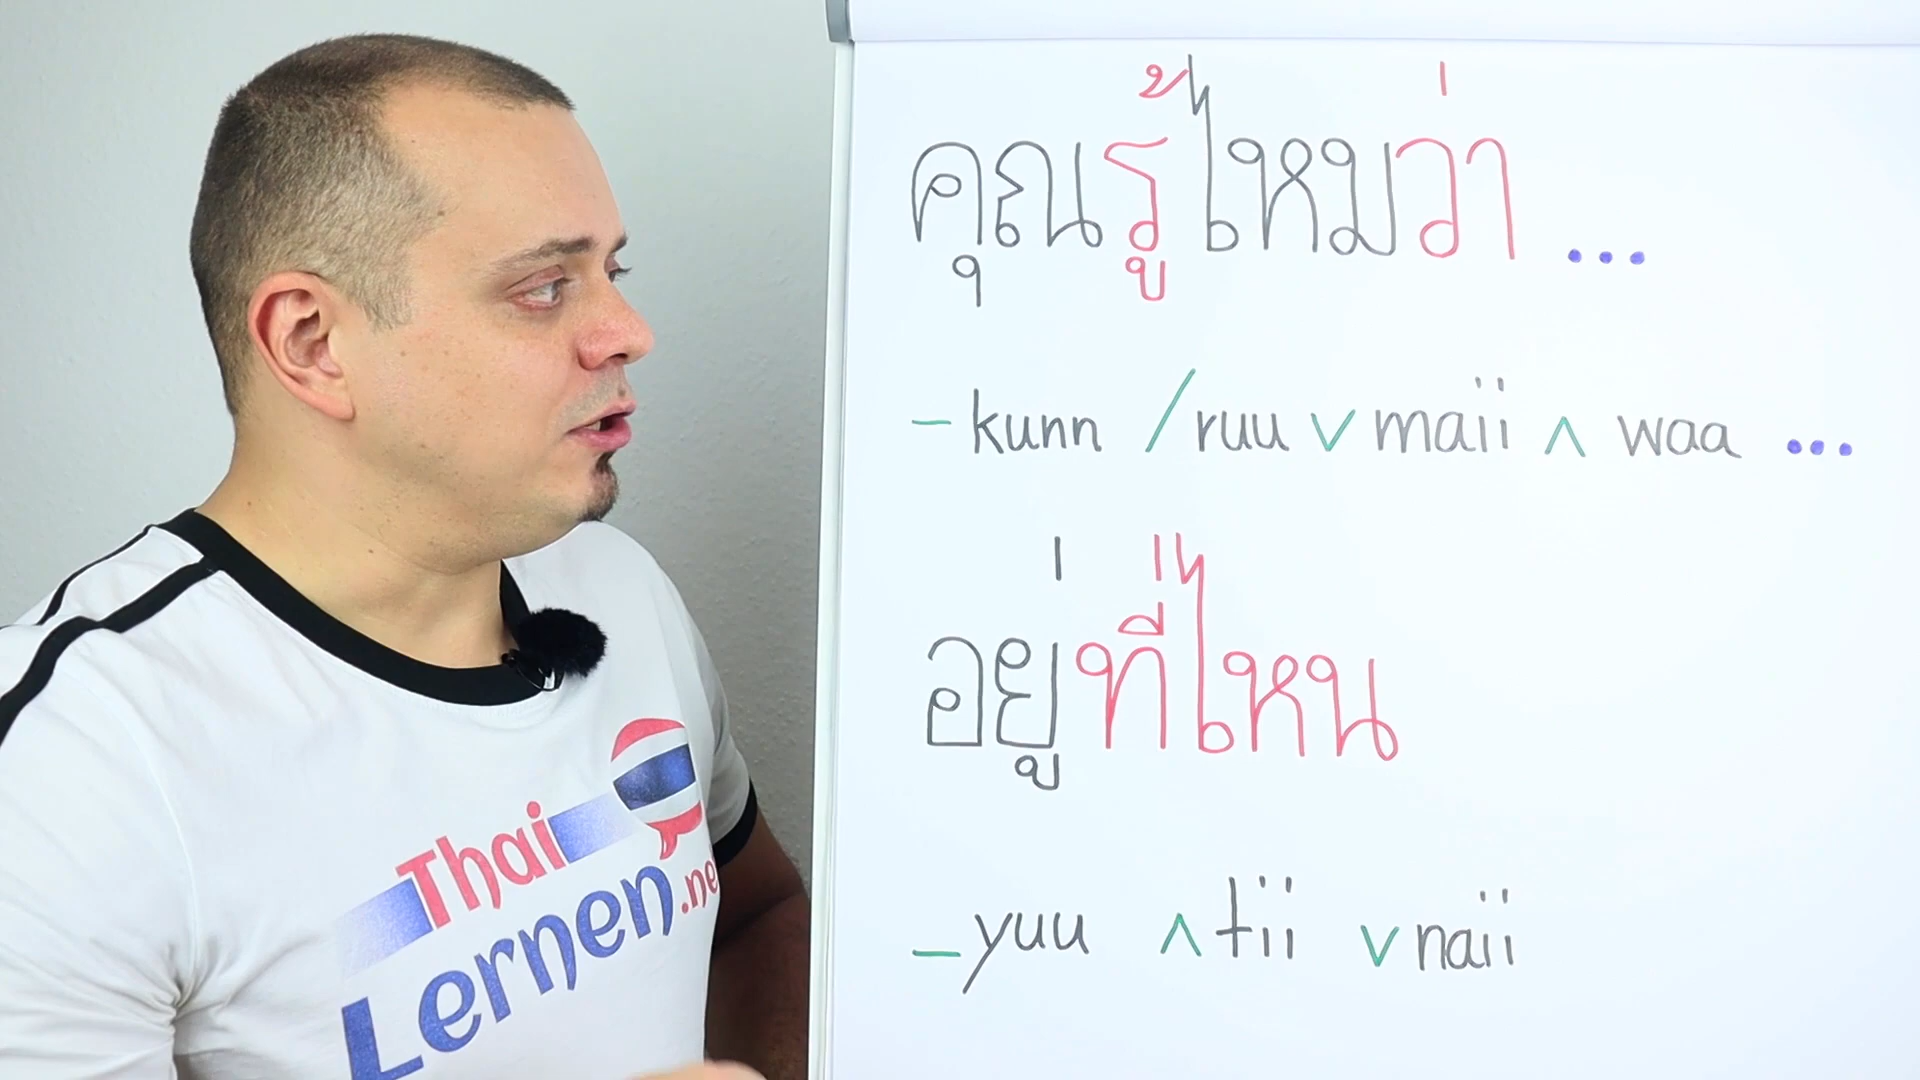 คุณรู้ไหมว่า ...
- kunn / ruu v maii ʌ waa ...
อยู่ที่ไหน
_ yuu ʌ tii v naii
Thai
Lernen.ne